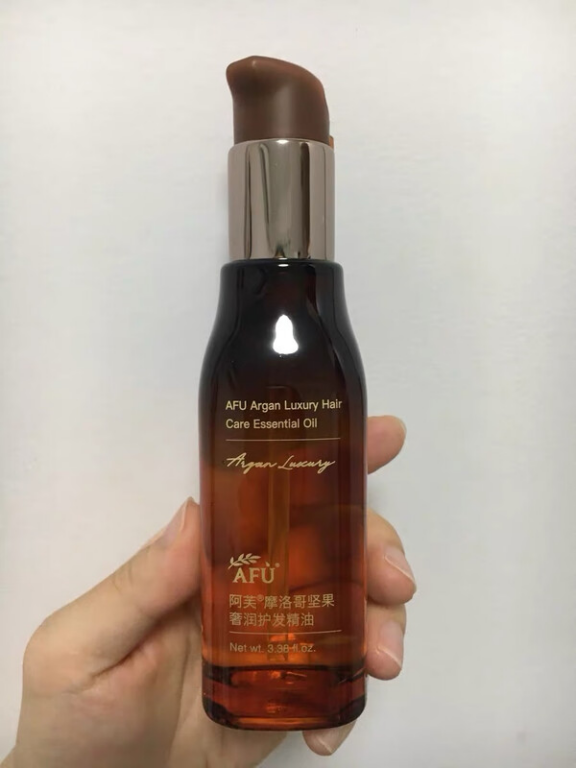 AFU Argan Luxury Hair
Care Essential Oil
Argan Luxury
AFU®
阿芙®摩洛哥坚果
奢润护发精油
Net wt. 3.38 fl.oz.